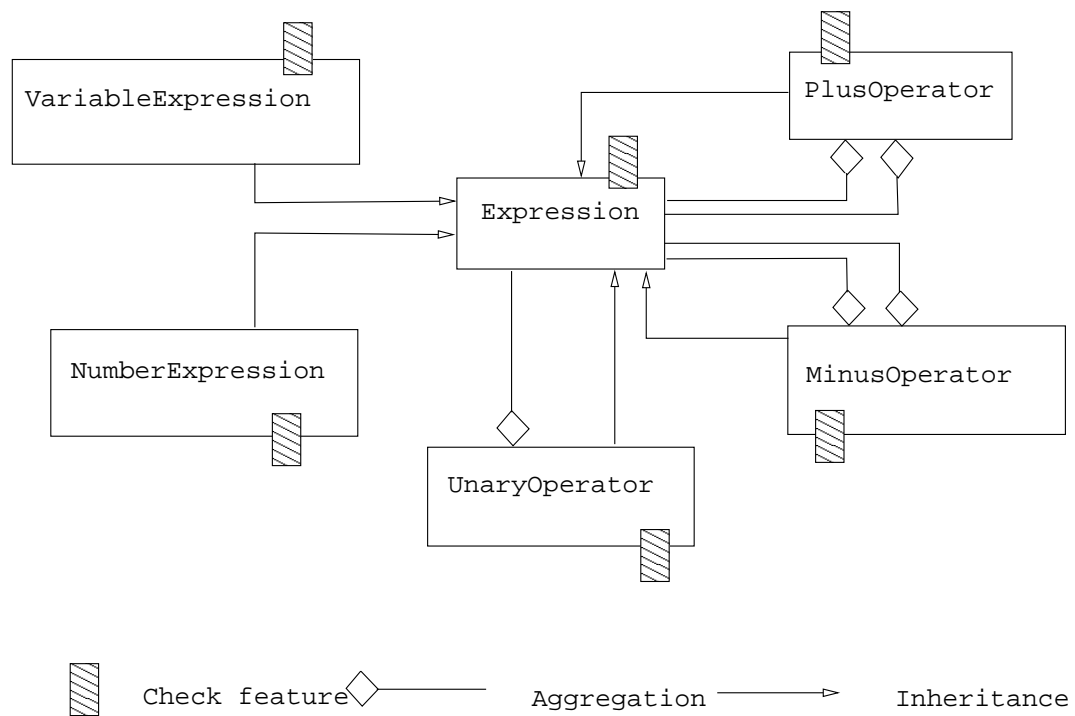 VariableExpression
PlusOperator
Expression
NumberExpression
MinusOperator
UnaryOperator
Check feature
Aggregation
Inheritance